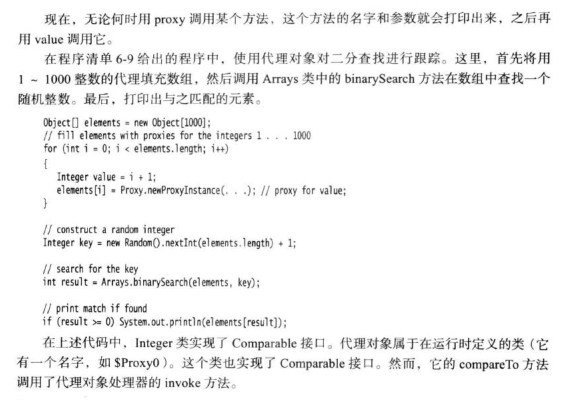 现在，无论何时用 proxy 调用某个方法，这个方法的名字和参数就会打印出来，之后再
用 value 调用它。
在程序清单 6-9 给出的程序中，使用代理对象对二分查找进行跟踪。这里，首先将用
1 ~ 1000 整数的代理填充数组，然后调用 Arrays 类中的 binarySearch 方法在数组中查找一个
随机整数。最后，打印出与之匹配的元素。
Object[] elements = new Object[1000];
// fill elements with proxies for the integers 1 . . . 1000
for (int i = 0; i < elements.length; i++)
{
Integer value = i + 1;
elements[i] = Proxy.newProxyInstance(. . .); // proxy for value;
}
// construct a random integer
Integer key = new Random().nextInt(elements.length) + 1;
// search for the key
int result = Arrays.binarySearch(elements, key);
// print match if found
if (result >= 0) System.out.println(elements[result]);
在上述代码中，Integer 类实现了 Comparable 接口。代理对象属于在运行时定义的类（它
有一个名字，如 $Proxy0）。这个类也实现了 Comparable 接口。然而，它的 compareTo 方法
调用了代理对象处理器的 invoke 方法。